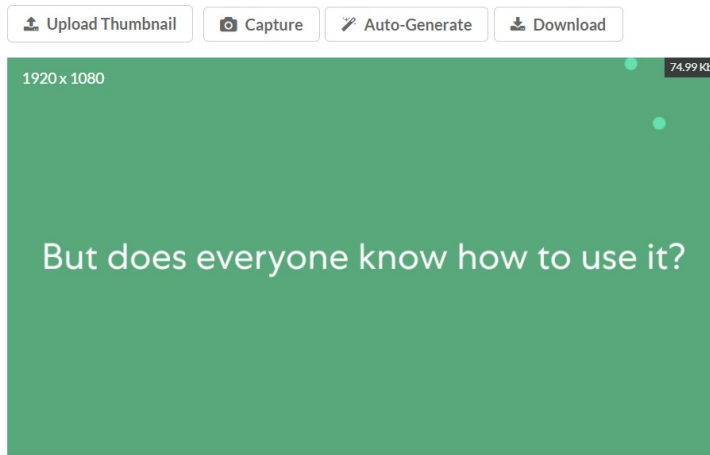 Upload Thumbnail Capture Auto-Generate Download
1920 x 1080
74.99 Kb
But does everyone know how to use it?